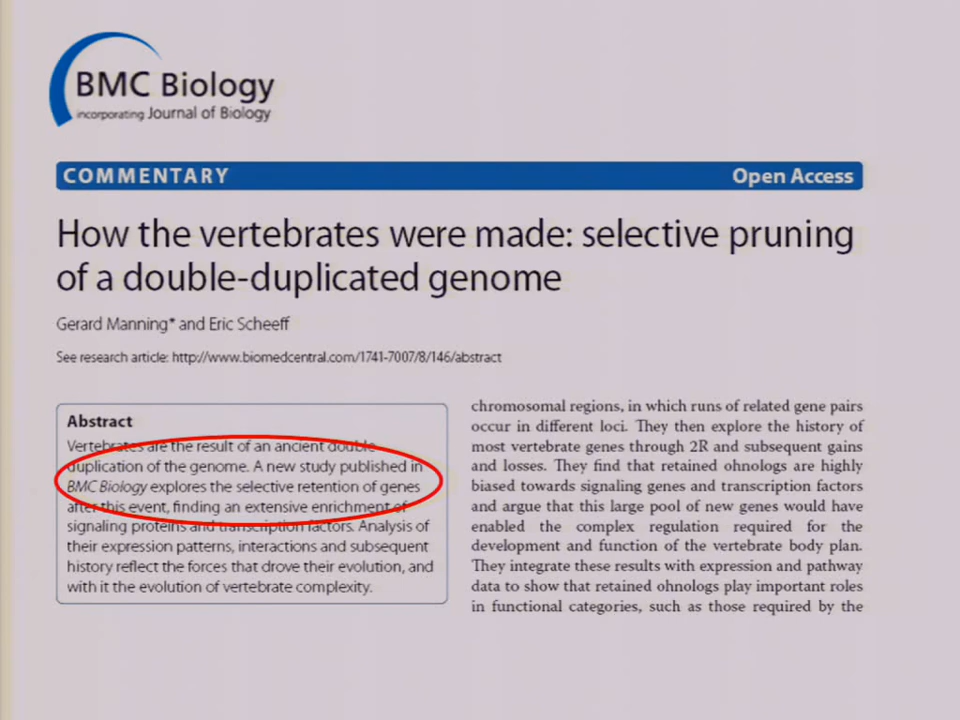 BMC Biology
incorporating Journal of Biology
COMMENTARY Open Access
How the vertebrates were made: selective pruning
of a double-duplicated genome
Gerard Manning* and Eric Scheeff
See research article: http://www.biomedcentral.com/1741-7007/8/146/abstract
Abstract
Vertebrates are the result of an ancient double
duplication of the genome. A new study published in
BMC Biology explores the selective retention of genes
after this event, finding an extensive enrichment of
signaling proteins and transcription factors. Analysis of
their expression patterns, interactions and subsequent
history reflect the forces that drove their evolution, and
with it the evolution of vertebrate complexity.
chromosomal regions, in which runs of related gene pairs
occur in different loci. They then explore the history of
most vertebrate genes through 2R and subsequent gains
and losses. They find that retained ohnologs are highly
biased towards signaling genes and transcription factors
and argue that this large pool of new genes would have
enabled the complex regulation required for the
development and function of the vertebrate body plan.
They integrate these results with expression and pathway
data to show that retained ohnologs play important roles
in functional categories, such as those required by the